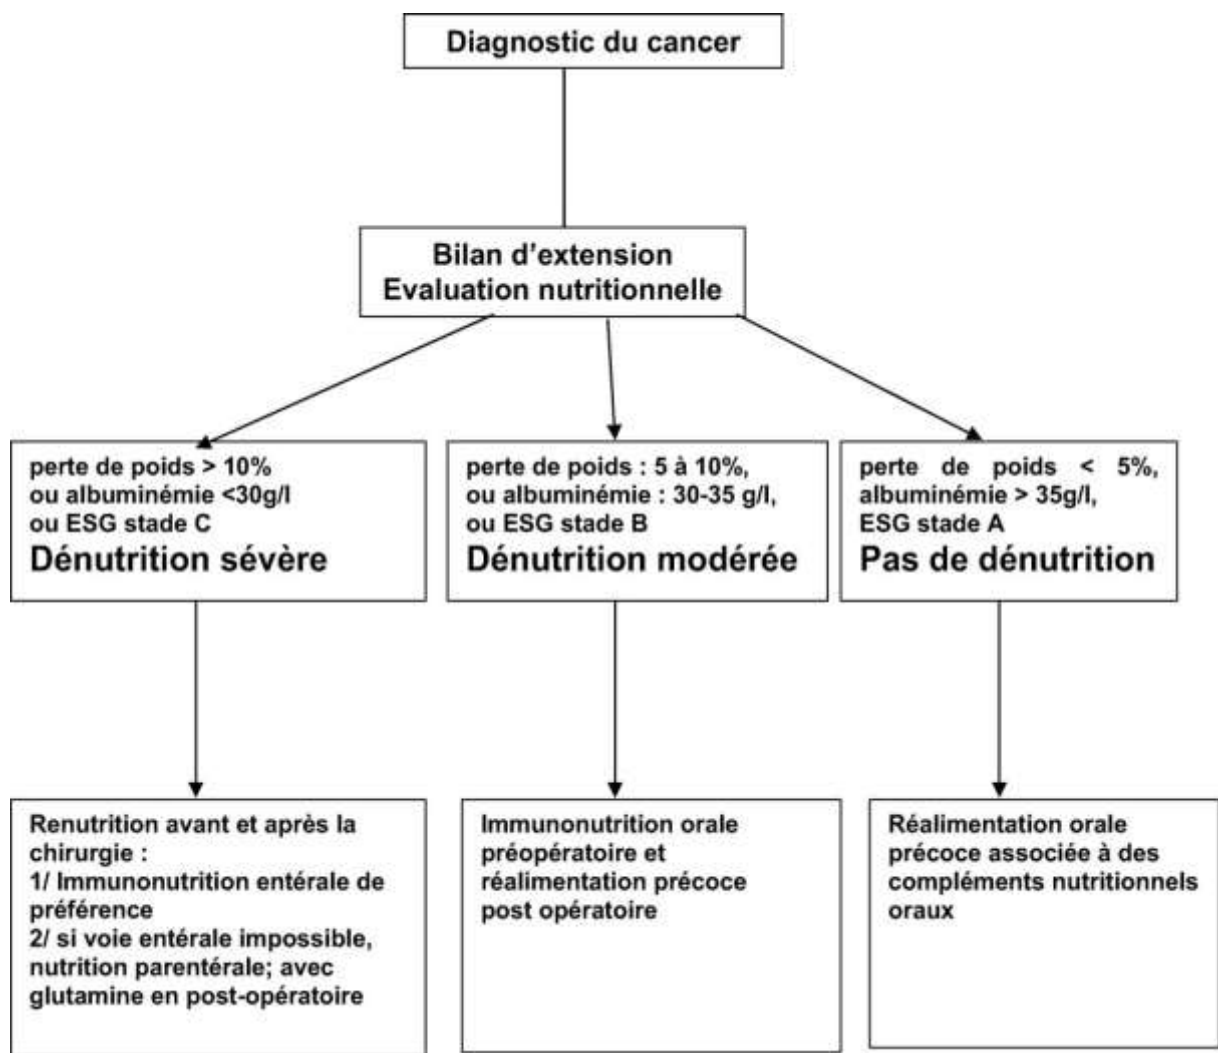 Diagnostic du cancer
Bilan d'extension
Evaluation nutritionnelle
perte de poids > 10%
ou albuminémie <30g/l
ou ESG stade C
Dénutrition sévère
perte de poids : 5 à 10%,
ou albuminémie : 30-35 g/l,
ou ESG stade B
Dénutrition modérée
perte de poids < 5%,
albuminémie > 35g/l,
ESG stade A
Pas de dénutrition
Renutrition avant et après la
chirurgie :
1/ Immunonutrition entérale de
préférence
2/ si voie entérale impossible,
nutrition parentérale; avec
glutamine en post-opératoire
Immunonutrition orale
préopératoire et
réalimentation précoce
post opératoire
Réalimentation orale
précoce associée à des
compléments nutritionnels
oraux